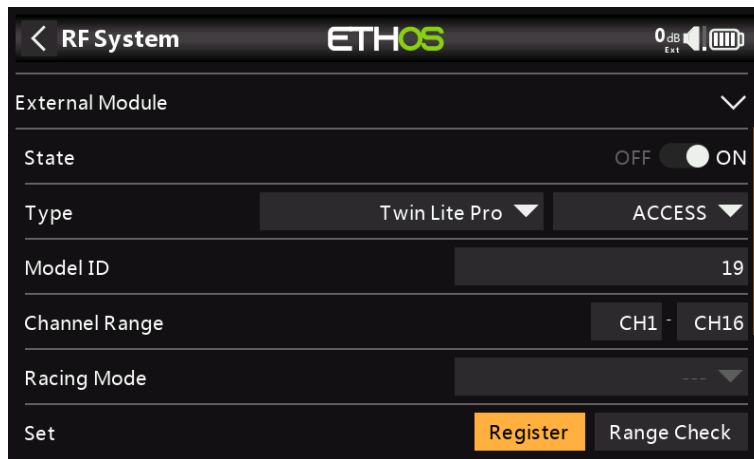 RF System ETHOS 0dB Ext
External Module
State OFF ON
Type Twin Lite Pro ACCESS
Model ID 19
Channel Range CH1 - CH16
Racing Mode ---
Set Register Range Check